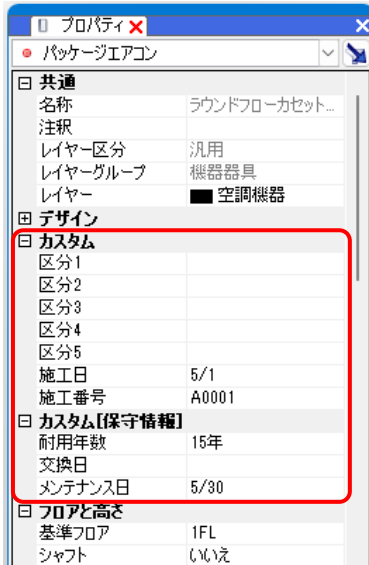 プロパティ
パッケージエアコン
共通
名称 ラウンドフローカセット...
注釈
レイヤー区分 汎用
レイヤーグループ 機器器具
レイヤー 空調機器
デザイン
カスタム
区分1
区分2
区分3
区分4
区分5
施工日 5/1
施工番号 A0001
カスタム[保守情報]
耐用年数 15年
交換日
メンテナンス日 5/30
フロアと高さ
基準フロア 1FL
シャフト いいえ